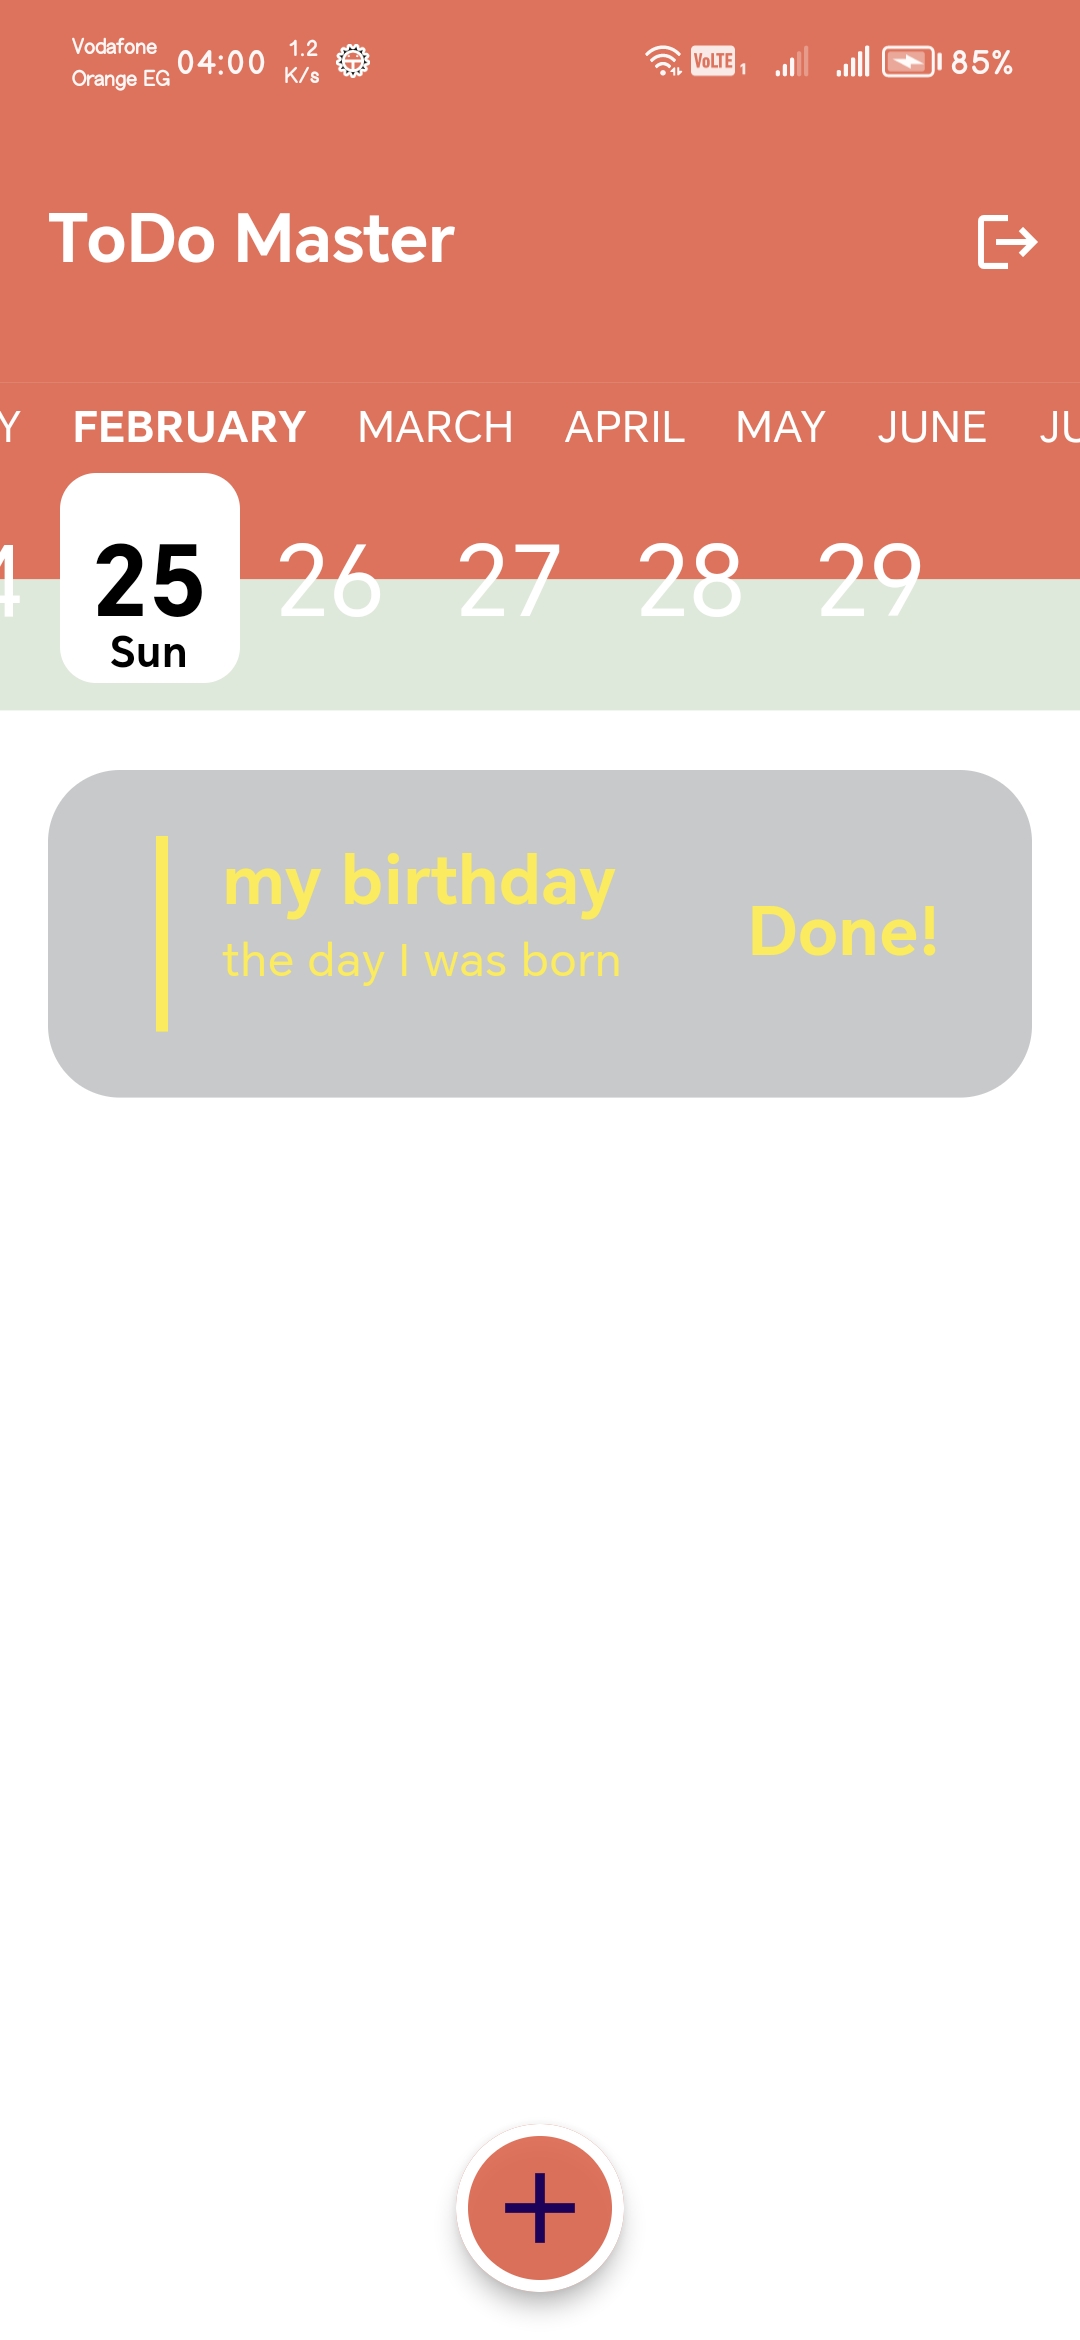 Vodafone
Orange EG
04:00
1.2
K/s
VoLTE 1
85%
ToDo Master
Y FEBRUARY MARCH APRIL MAY JUNE JU
4 25 26 27 28 29
Sun
my birthday
the day I was born
Done!